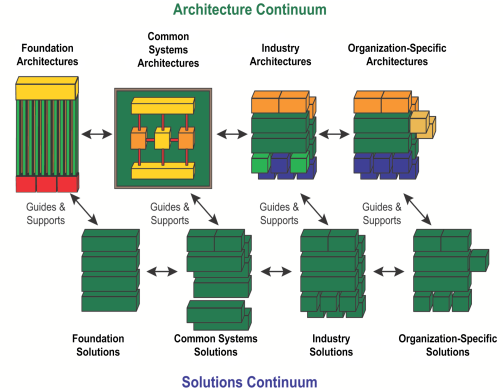 Architecture Continuum
Foundation
Architectures
Common
Systems
Architectures
Industry
Architectures
Organization-Specific
Architectures
Guides &
Supports
Guides &
Supports
Guides &
Supports
Guides &
Supports
Foundation
Solutions
Common Systems
Solutions
Industry
Solutions
Organization-Specific
Solutions
Solutions Continuum